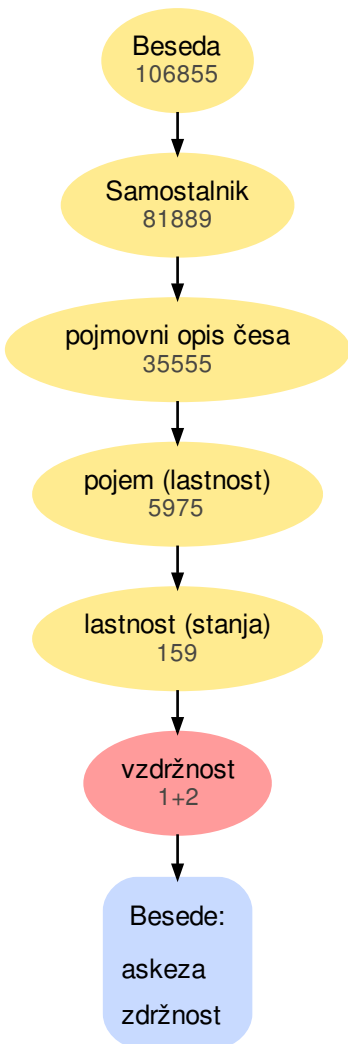 Beseda
106855
Samostalnik
81889
pojmovni opis česa
35555
pojem (lastnost)
5975
lastnost (stanja)
159
vzdržnost
1+2
Besede:
askeza
zdržnost